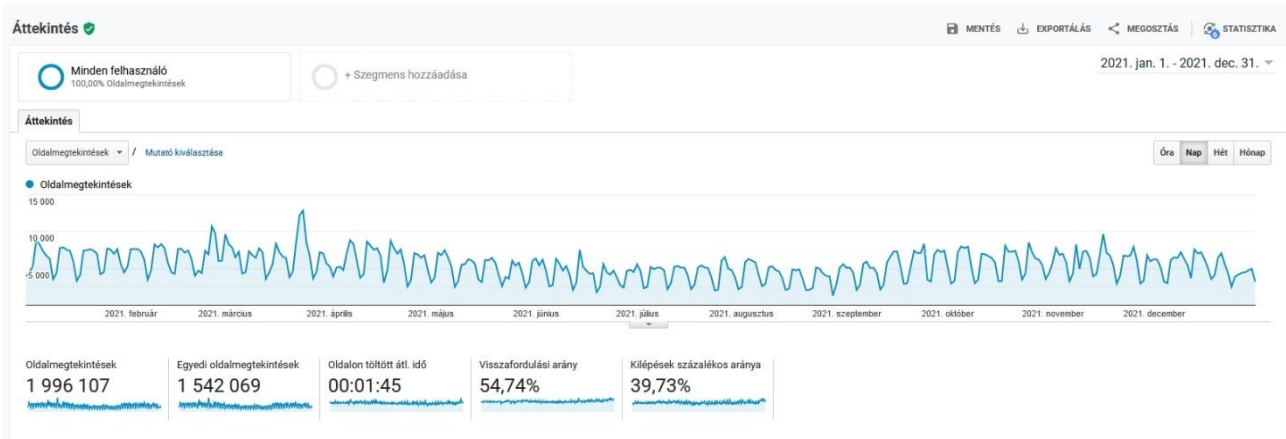 Áttekintés
MENTÉS EXPORTÁLÁS MEGOSZTÁS STATISZTIKA
Minden felhasználó
100,00% Oldalmegtekintések
+ Szegmens hozzáadása
2021. jan. 1. - 2021. dec. 31.
Áttekintés
Oldalmegtekintések / Mutató kiválasztása
Óra Nap Hét Hónap
Oldalmegtekintések
15 000
10 000
5 000
2021. február 2021. március 2021. április 2021. május 2021. június 2021. július 2021. augusztus 2021. szeptember 2021. október 2021. november 2021. december
Oldalmegtekintések Egyedi oldalmegtekintések Oldalon töltött átl. idő Visszafordulási arány Kilépések százalékos aránya
1 996 107 1 542 069 00:01:45 54,74% 39,73%